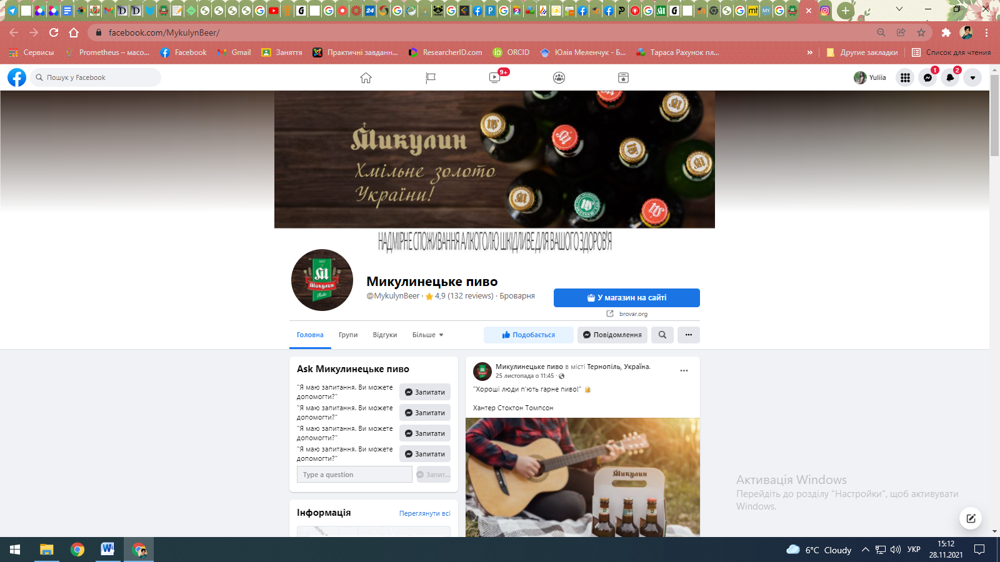 facebook.com/MykulynBeer/
Сервисы
Prometheus – масо...
Facebook
Gmail
Заняття
Практичні завданн...
ResearcherID.com
ORCID
Юлія Меленчук - Б...
Тараса Рахунок пл...
»
Другие закладки
Список для чтения
Пошук у Facebook
9+
Yuliia
1
2
Микулин
Хмільне золото
України!
НАДМІРНЕ СПОЖИВАННЯ АЛКОГОЛЮ ШКІДЛИВЕ ДЛЯ ВАШОГО ЗДОРОВ'Я
Микулин
Пиво
Микулинецьке пиво
@MykulynBeer · 4,9 (132 reviews) · Броварня
У магазин на сайті
brovar.org
Головна
Групи
Відгуки
Більше
Подобається
Повідомлення
Ask Микулинецьке пиво
"Я маю запитання. Ви можете
допомогти?"
Запитати
"Я маю запитання. Ви можете
допомогти?"
Запитати
"Я маю запитання. Ви можете
допомогти?"
Запитати
"Я маю запитання. Ви можете
допомогти?"
Запитати
Type a question
Запит...
Інформація
Переглянути всі
Микулинецьке пиво в місті Тернопіль, Україна.
25 листопада о 11:45 ·
"Хороші люди п'ють гарне пиво!"
Хантер Стоктон Томпсон
Микулин
Активація Windows
Перейдіть до розділу "Настройки", щоб активувати
Windows.
6°C Cloudy
УКР
15:12
28.11.2021